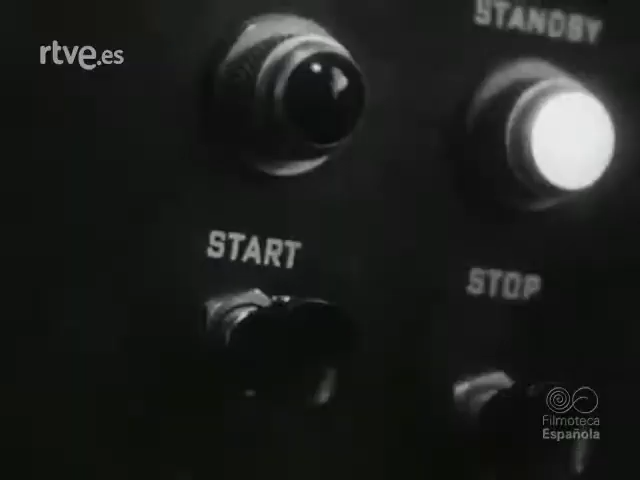 rtve.es
STANDBY
START
STOP
Filmoteca
Española